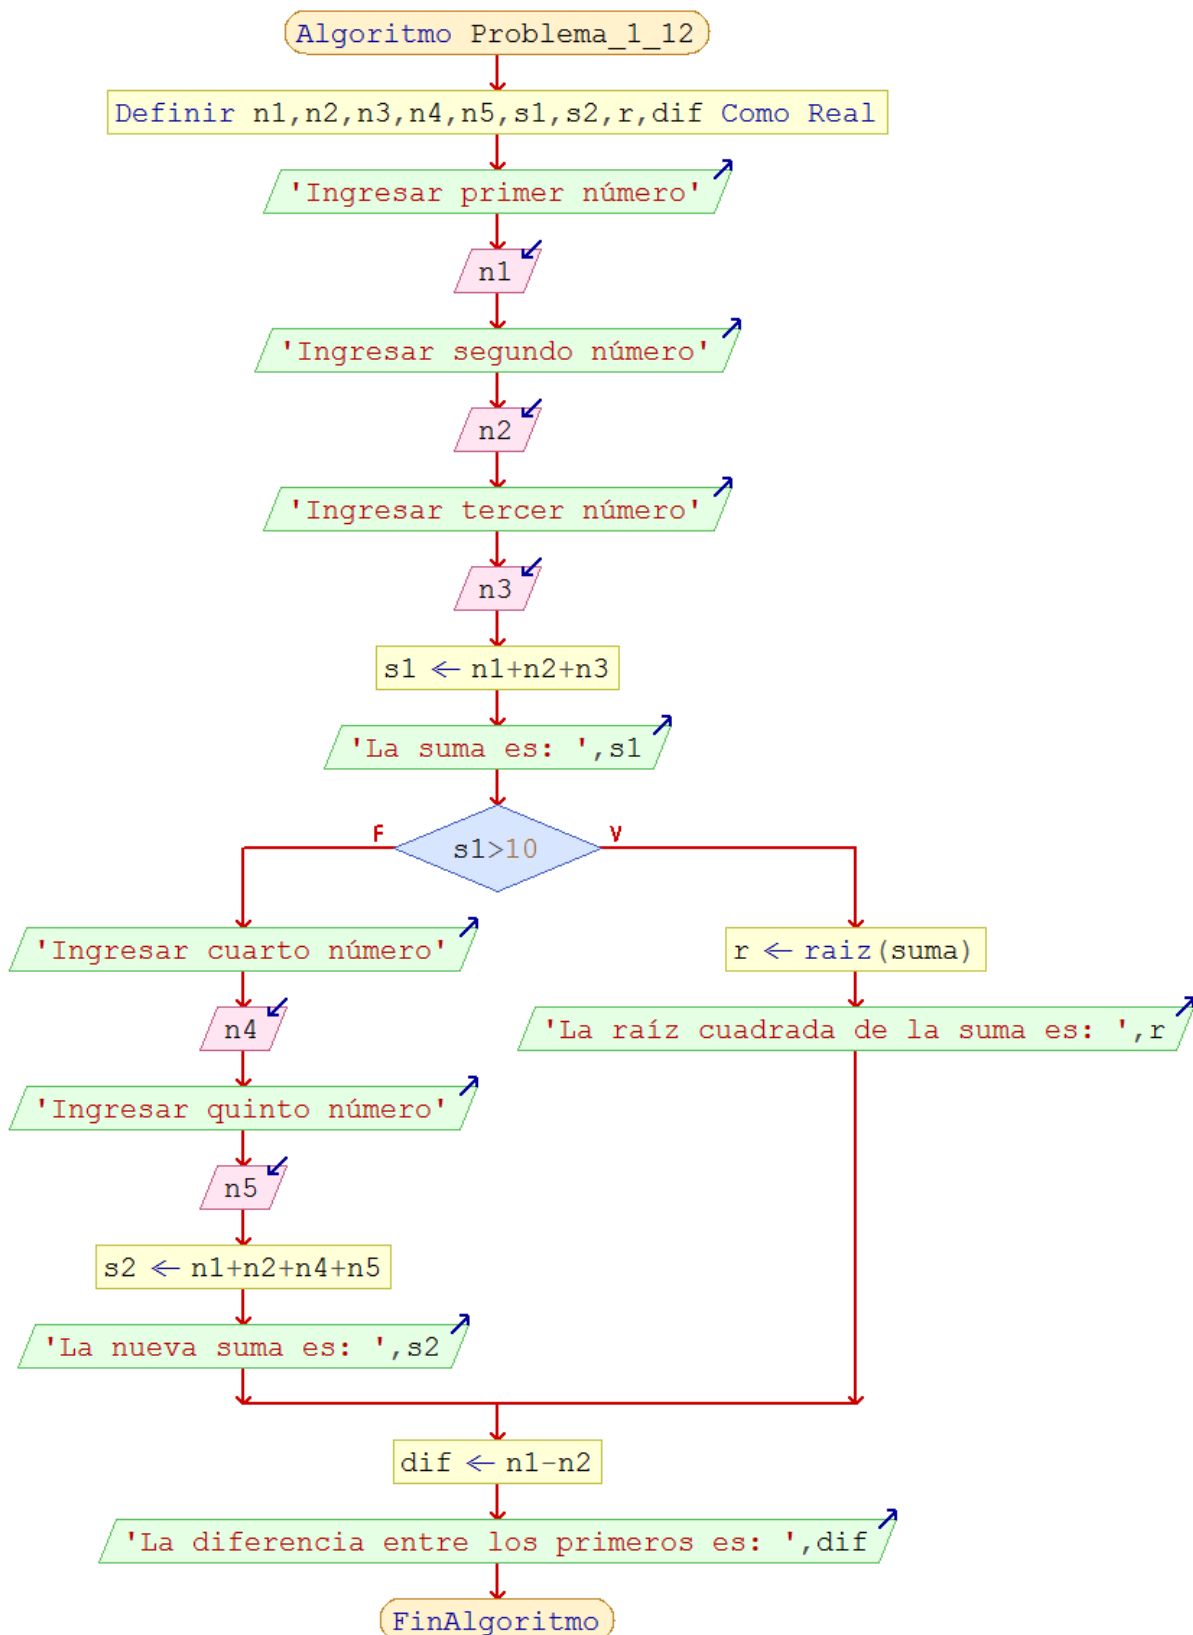 Algoritmo Problema_1_12
Definir n1,n2,n3,n4,n5,s1,s2,r,dif Como Real
'Ingresar primer número'
n1
'Ingresar segundo número'
n2
'Ingresar tercer número'
n3
s1 ← n1+n2+n3
'La suma es: ',s1
F
s1>10
V
'Ingresar cuarto número'
n4
'Ingresar quinto número'
n5
s2 ← n1+n2+n4+n5
'La nueva suma es: ',s2
r ← raiz(suma)
'La raíz cuadrada de la suma es: ',r
dif ← n1-n2
'La diferencia entre los primeros es: ',dif
FinAlgoritmo